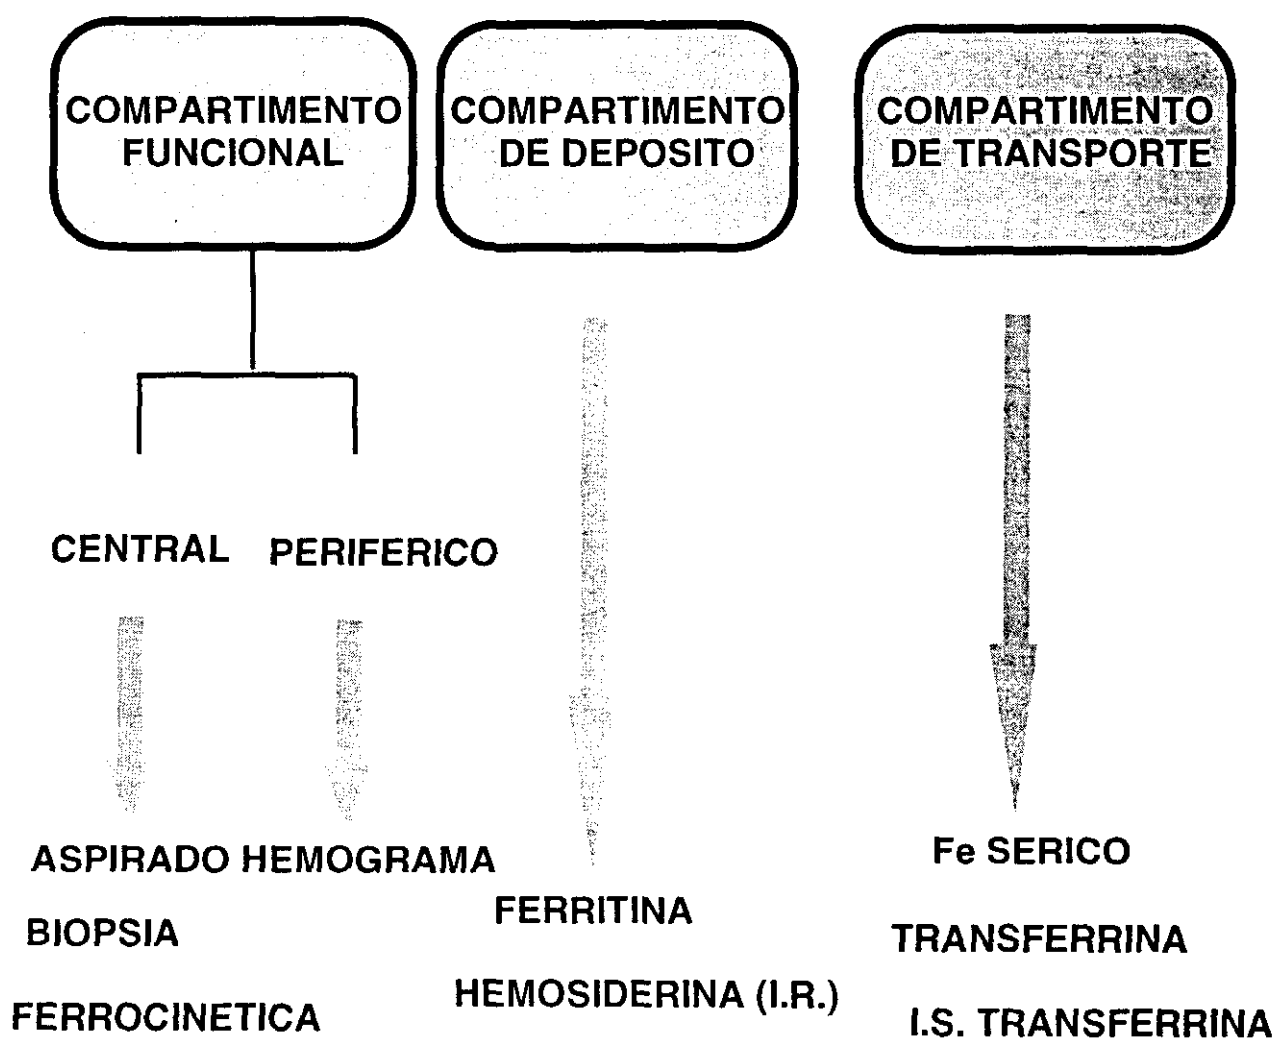 COMPARTIMENTO
FUNCIONAL
COMPARTIMENTO
DE DEPOSITO
COMPARTIMENTO
DE TRANSPORTE
CENTRAL
PERIFERICO
ASPIRADO
HEMOGRAMA
BIOPSIA
FERROCINETICA
FERRITINA
HEMOSIDERINA (I.R.)
Fe SERICO
TRANSFERRINA
I.S. TRANSFERRINA